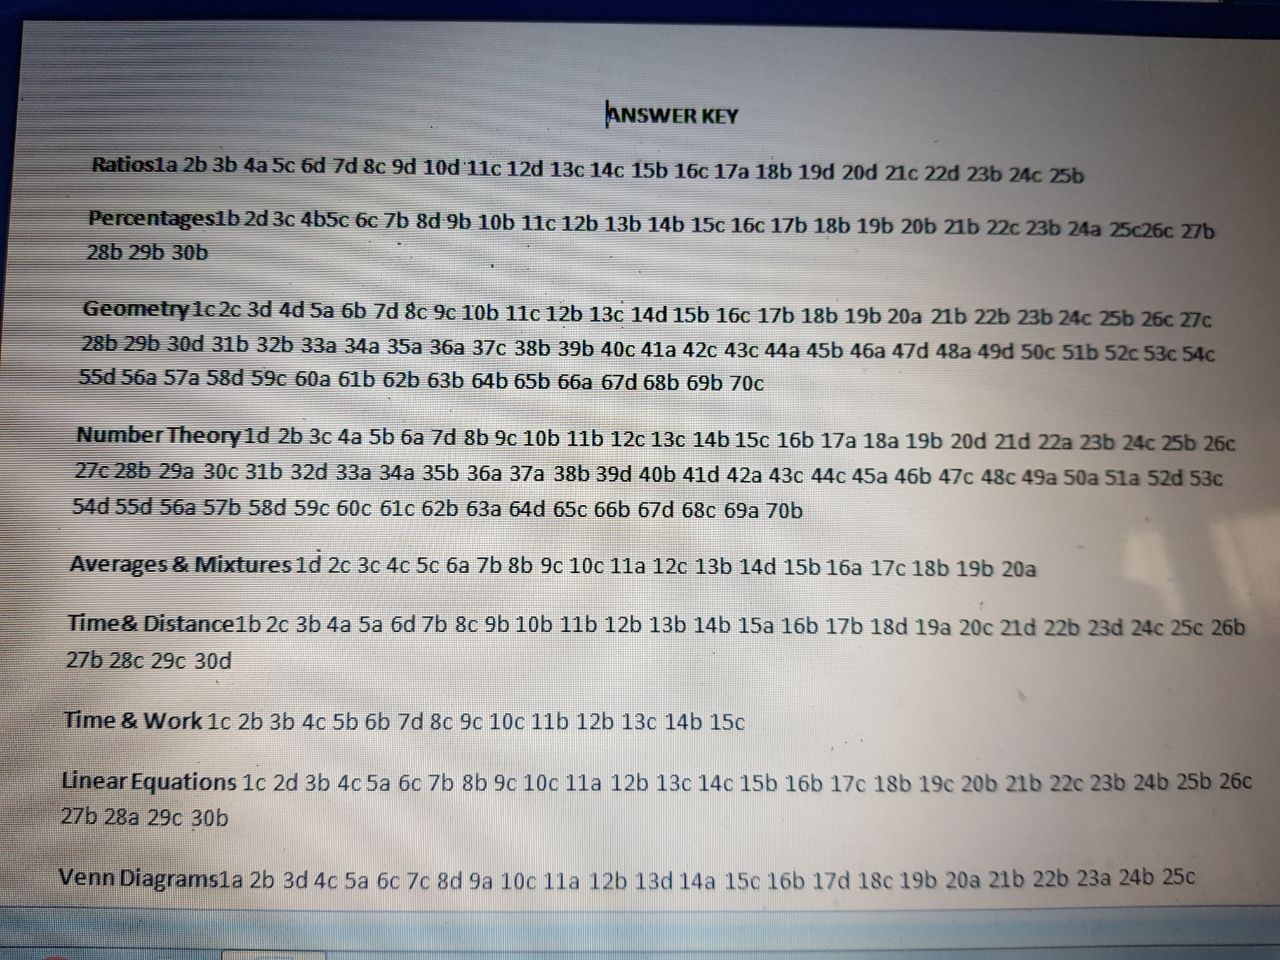 ANSWER KEY
Ratios1a 2b 3b 4a 5c 6d 7d 8c 9d 10d 11c 12d 13c 14c 15b 16c 17a 18b 19d 20d 21c 22d 23b 24c 25b
Percentages1b 2d 3c 4b5c 6c 7b 8d 9b 10b 11c 12b 13b 14b 15c 16c 17b 18b 19b 20b 21b 22c 23b 24a 25c26c 27b
28b 29b 30b
Geometry1c 2c 3d 4d 5a 6b 7d 8c 9c 10b 11c 12b 13c 14d 15b 16c 17b 18b 19b 20a 21b 22b 23b 24c 25b 26c 27c
28b 29b 30d 31b 32b 33a 34a 35a 36a 37c 38b 39b 40c 41a 42c 43c 44a 45b 46a 47d 48a 49d 50c 51b 52c 53c 54c
55d 56a 57a 58d 59c 60a 61b 62b 63b 64b 65b 66a 67d 68b 69b 70c
Number Theory1d 2b 3c 4a 5b 6a 7d 8b 9c 10b 11b 12c 13c 14b 15c 16b 17a 18a 19b 20d 21d 22a 23b 24c 25b 26c
27c 28b 29a 30c 31b 32d 33a 34a 35b 36a 37a 38b 39d 40b 41d 42a 43c 44c 45a 46b 47c 48c 49a 50a 51a 52d 53c
54d 55d 56a 57b 58d 59c 60c 61c 62b 63a 64d 65c 66b 67d 68c 69a 70b
Averages & Mixtures 1d 2c 3c 4c 5c 6a 7b 8b 9c 10c 11a 12c 13b 14d 15b 16a 17c 18b 19b 20a
Time& Distance1b 2c 3b 4a 5a 6d 7b 8c 9b 10b 11b 12b 13b 14b 15a 16b 17b 18d 19a 20c 21d 22b 23d 24c 25c 26b
27b 28c 29c 30d
Time & Work 1c 2b 3b 4c 5b 6b 7d 8c 9c 10c 11b 12b 13c 14b 15c
Linear Equations 1c 2d 3b 4c 5a 6c 7b 8b 9c 10c 11a 12b 13c 14c 15b 16b 17c 18b 19c 20b 21b 22c 23b 24b 25b 26c
27b 28a 29c 30b
Venn Diagrams1a 2b 3d 4c 5a 6c 7c 8d 9a 10c 11a 12b 13d 14a 15c 16b 17d 18c 19b 20a 21b 22b 23a 24b 25c